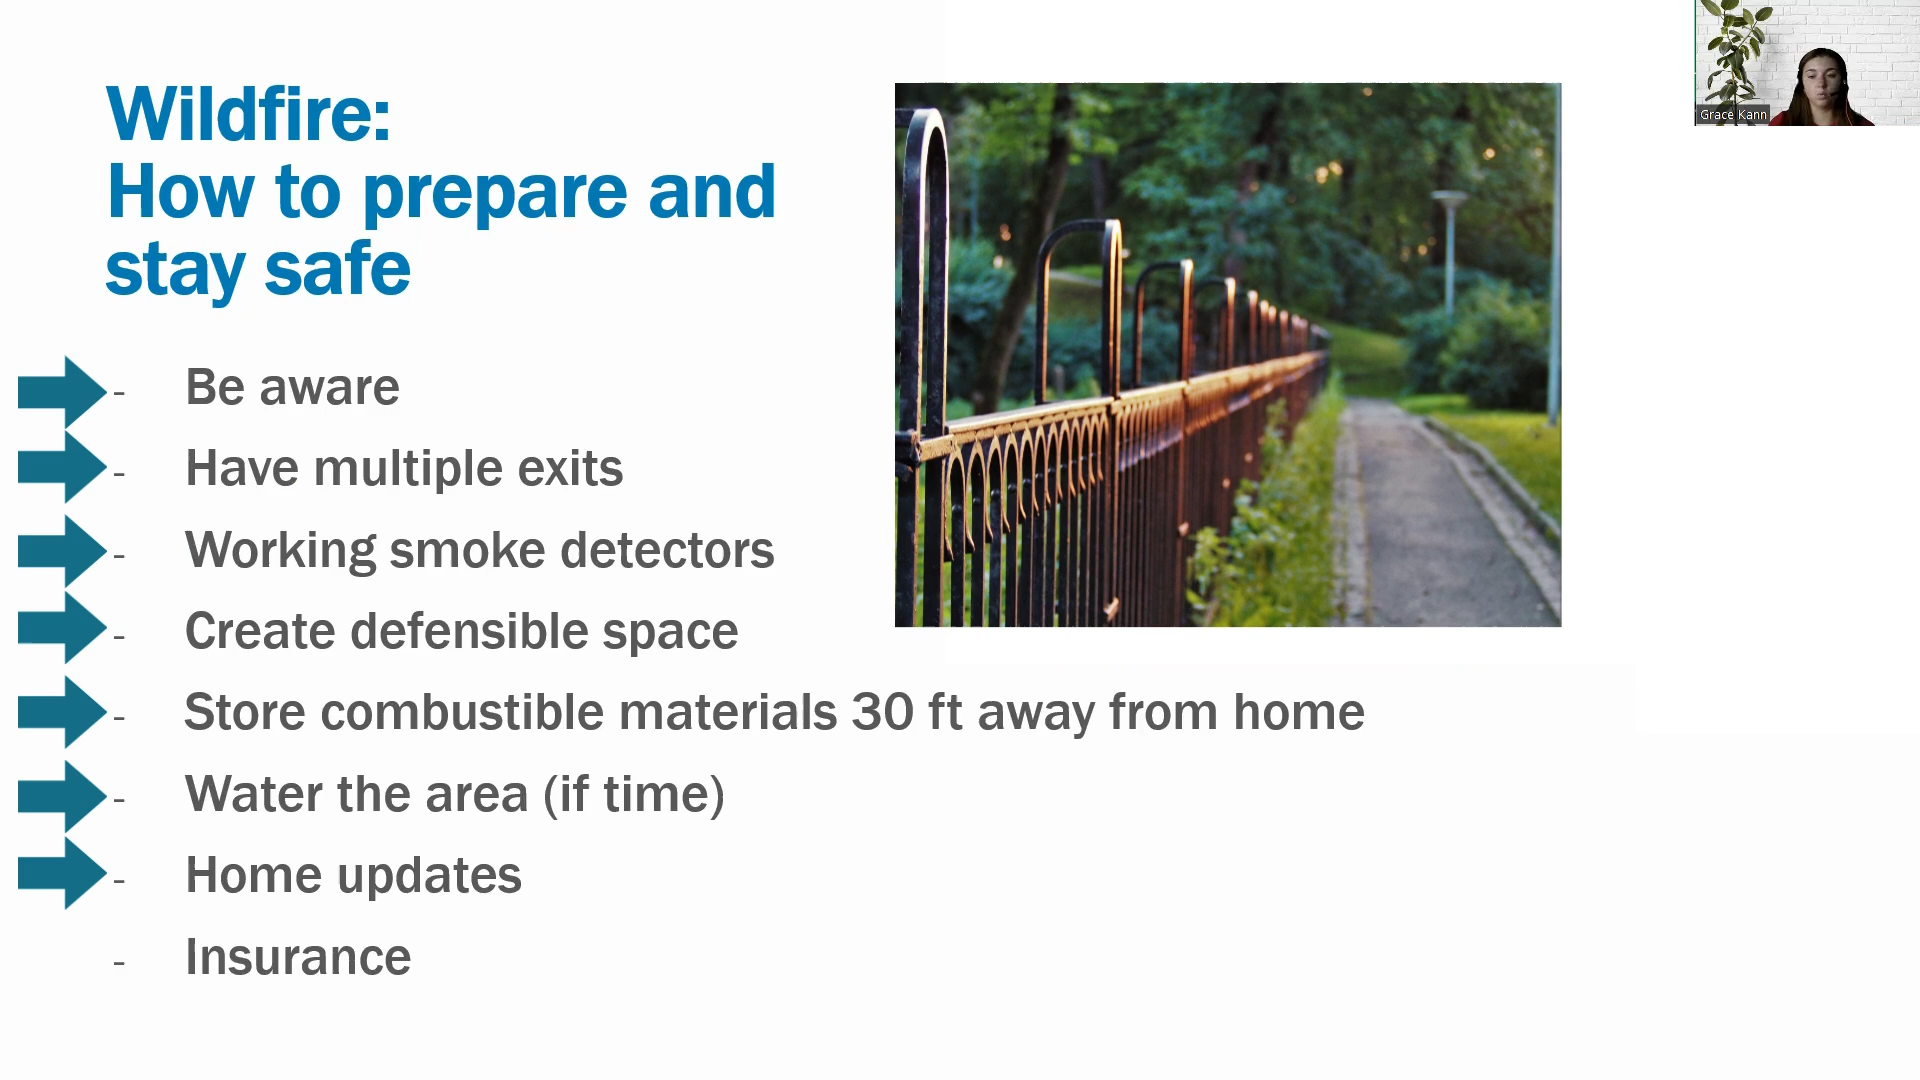 Wildfire:
How to prepare and
stay safe
- Be aware
- Have multiple exits
- Working smoke detectors
- Create defensible space
- Store combustible materials 30 ft away from home
- Water the area (if time)
- Home updates
- Insurance
Grace Kann